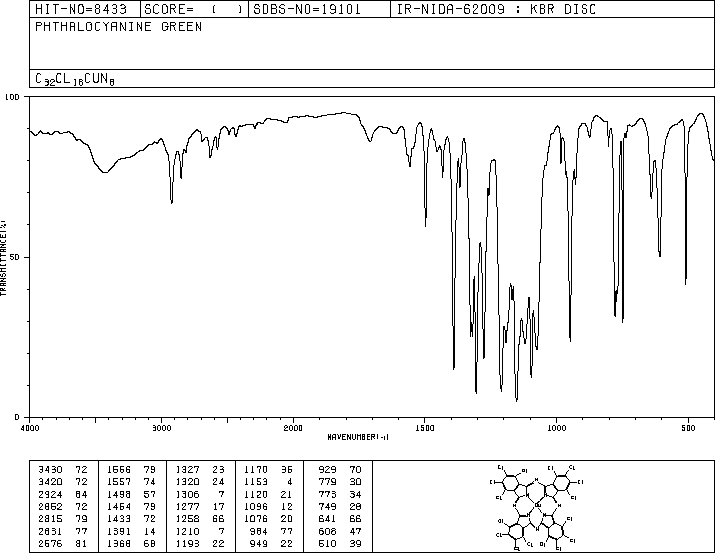 HIT-NO=8433 SCORE= ( ) SDBS-NO=19101 IR-NIDA-62009 : KBR DISC
PHTHALOCYANINE GREEN
C32CL16CUN8
100
50
0
TRANSMITTANCE(%)
4000 3000 2000 1500 1000 500
WAVENUMBER(-1)
3430 72 1566 79 1327 23 1170 36 929 70
3420 72 1557 74 1320 24 1153 4 779 30
2924 64 1498 57 1306 7 1120 21 773 34
2852 72 1454 79 1277 17 1096 12 749 28
2815 79 1433 72 1258 66 1076 20 641 66
2631 77 1391 14 1210 7 984 77 608 47
2576 81 1368 68 1193 22 949 22 510 39